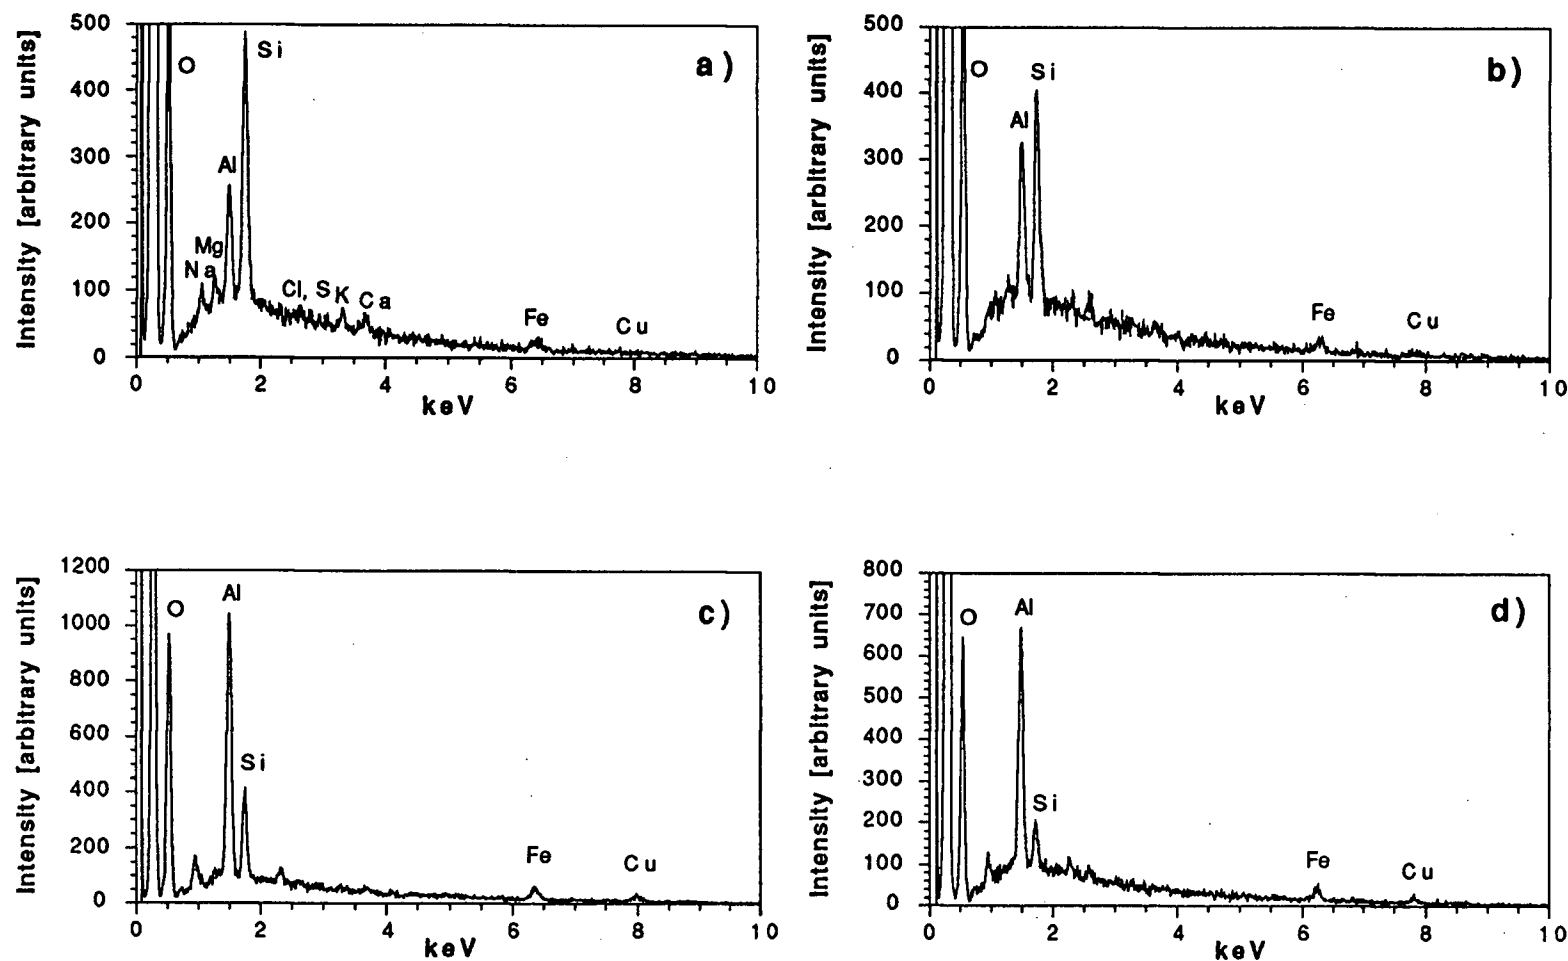 Intensity [arbitrary units]
500
400
300
200
100
0
O
Si
a)
Al
Mg
Na
Cl, S
K
Ca
Fe
Cu
0 2 4 6 8 10
keV
Intensity [arbitrary units]
500
400
300
200
100
0
O
Si
b)
Al
Fe
Cu
0 2 4 6 8 10
keV
Intensity [arbitrary units]
1200
1000
800
600
400
200
0
O
Al
c)
Si
Fe
Cu
0 2 4 6 8 10
keV
Intensity [arbitrary units]
800
700
600
500
400
300
200
100
0
O
Al
d)
Si
Fe
Cu
0 2 4 6 8 10
keV